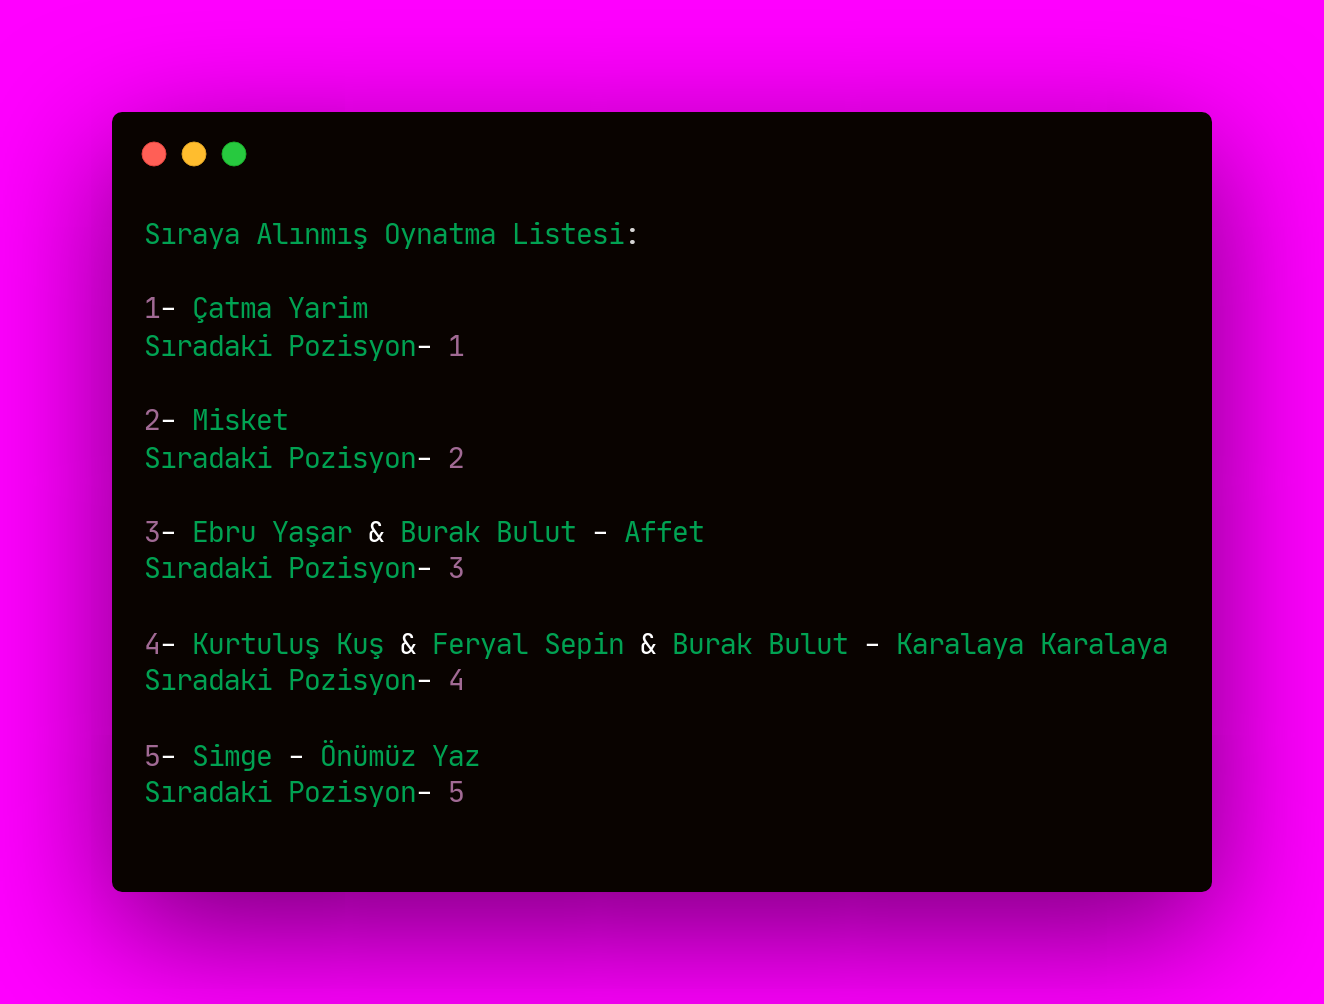 Sıraya Alınmış Oynatma Listesi:
1- Çatma Yarim
Sıradaki Pozisyon- 1
2- Misket
Sıradaki Pozisyon- 2
3- Ebru Yaşar & Burak Bulut - Affet
Sıradaki Pozisyon- 3
4- Kurtuluş Kuş & Feryal Sepin & Burak Bulut - Karalaya Karalaya
Sıradaki Pozisyon- 4
5- Simge - Önümüz Yaz
Sıradaki Pozisyon- 5